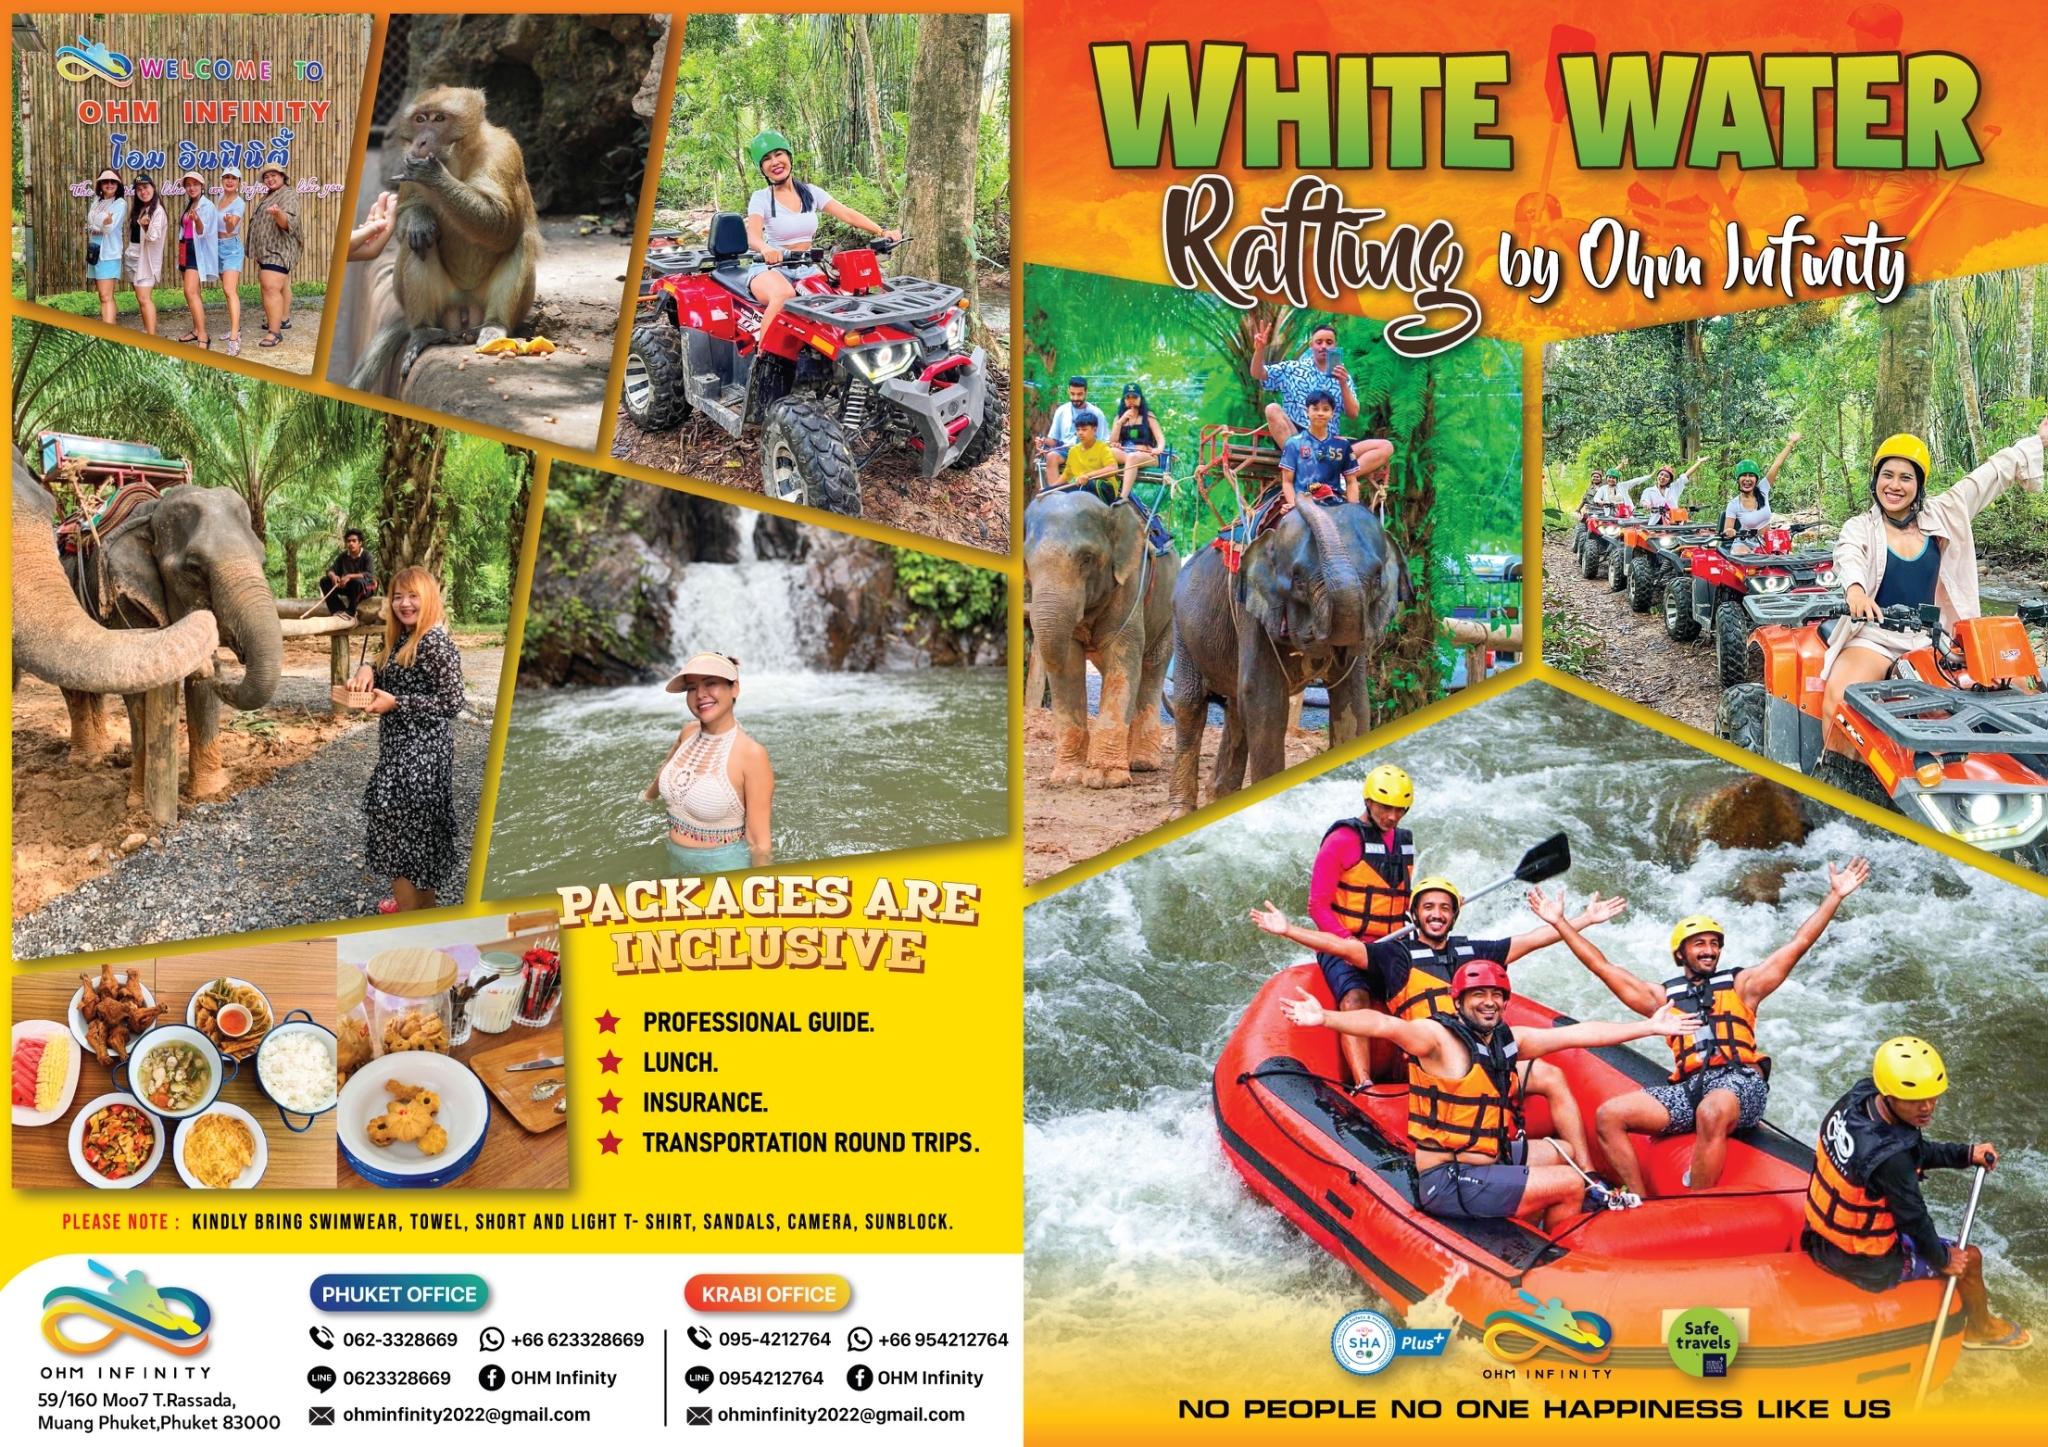 WELCOME TO
OHM INFINITY
โอม อินฟินิตี้
like you
PACKAGES ARE
INCLUSIVE
PROFESSIONAL GUIDE.
LUNCH.
INSURANCE.
TRANSPORTATION ROUND TRIPS.
PLEASE NOTE : KINDLY BRING SWIMWEAR, TOWEL, SHORT AND LIGHT T- SHIRT, SANDALS, CAMERA, SUNBLOCK.
OHM INFINITY
59/160 Moo7 T.Rassada,
Muang Phuket,Phuket 83000
PHUKET OFFICE
062-3328669 +66 623328669
LINE 0623328669 OHM Infinity
ohminfinity2022@gmail.com
KRABI OFFICE
095-4212764 +66 954212764
LINE 0954212764 OHM Infinity
ohminfinity2022@gmail.com
WHITE WATER
Rafting by Ohm Infinity
SHA Plus+
OHM INFINITY
Safe
travels
NO PEOPLE NO ONE HAPPINESS LIKE US